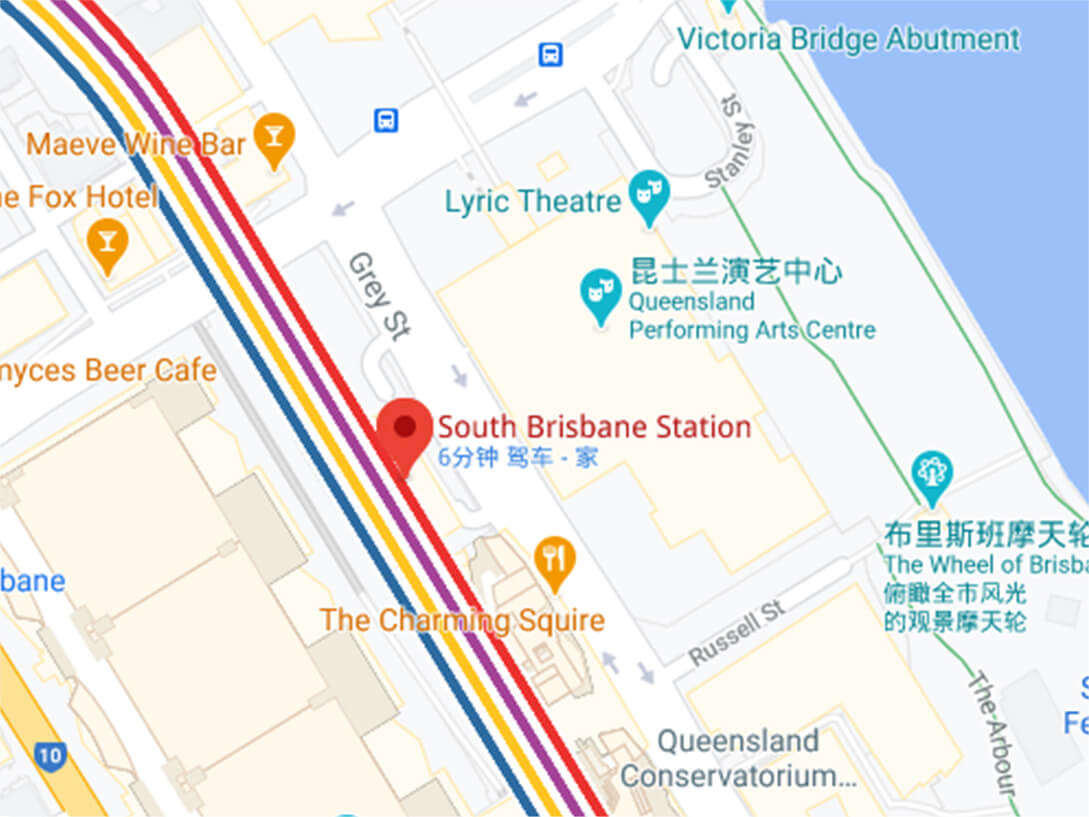 Victoria Bridge Abutment
Stanley St
Maeve Wine Bar
Fox Hotel
Lyric Theatre
Grey St
昆士兰演艺中心
Queensland
Performing Arts Centre
Beer Cafe
South Brisbane Station
6分钟 驾车 - 家
布里斯班摩天轮
The Wheel of
俯瞰全市风光
的观景摩天轮
The Charming Squire
Russell St
The Arbour
10
Queensland
Conservatorium...